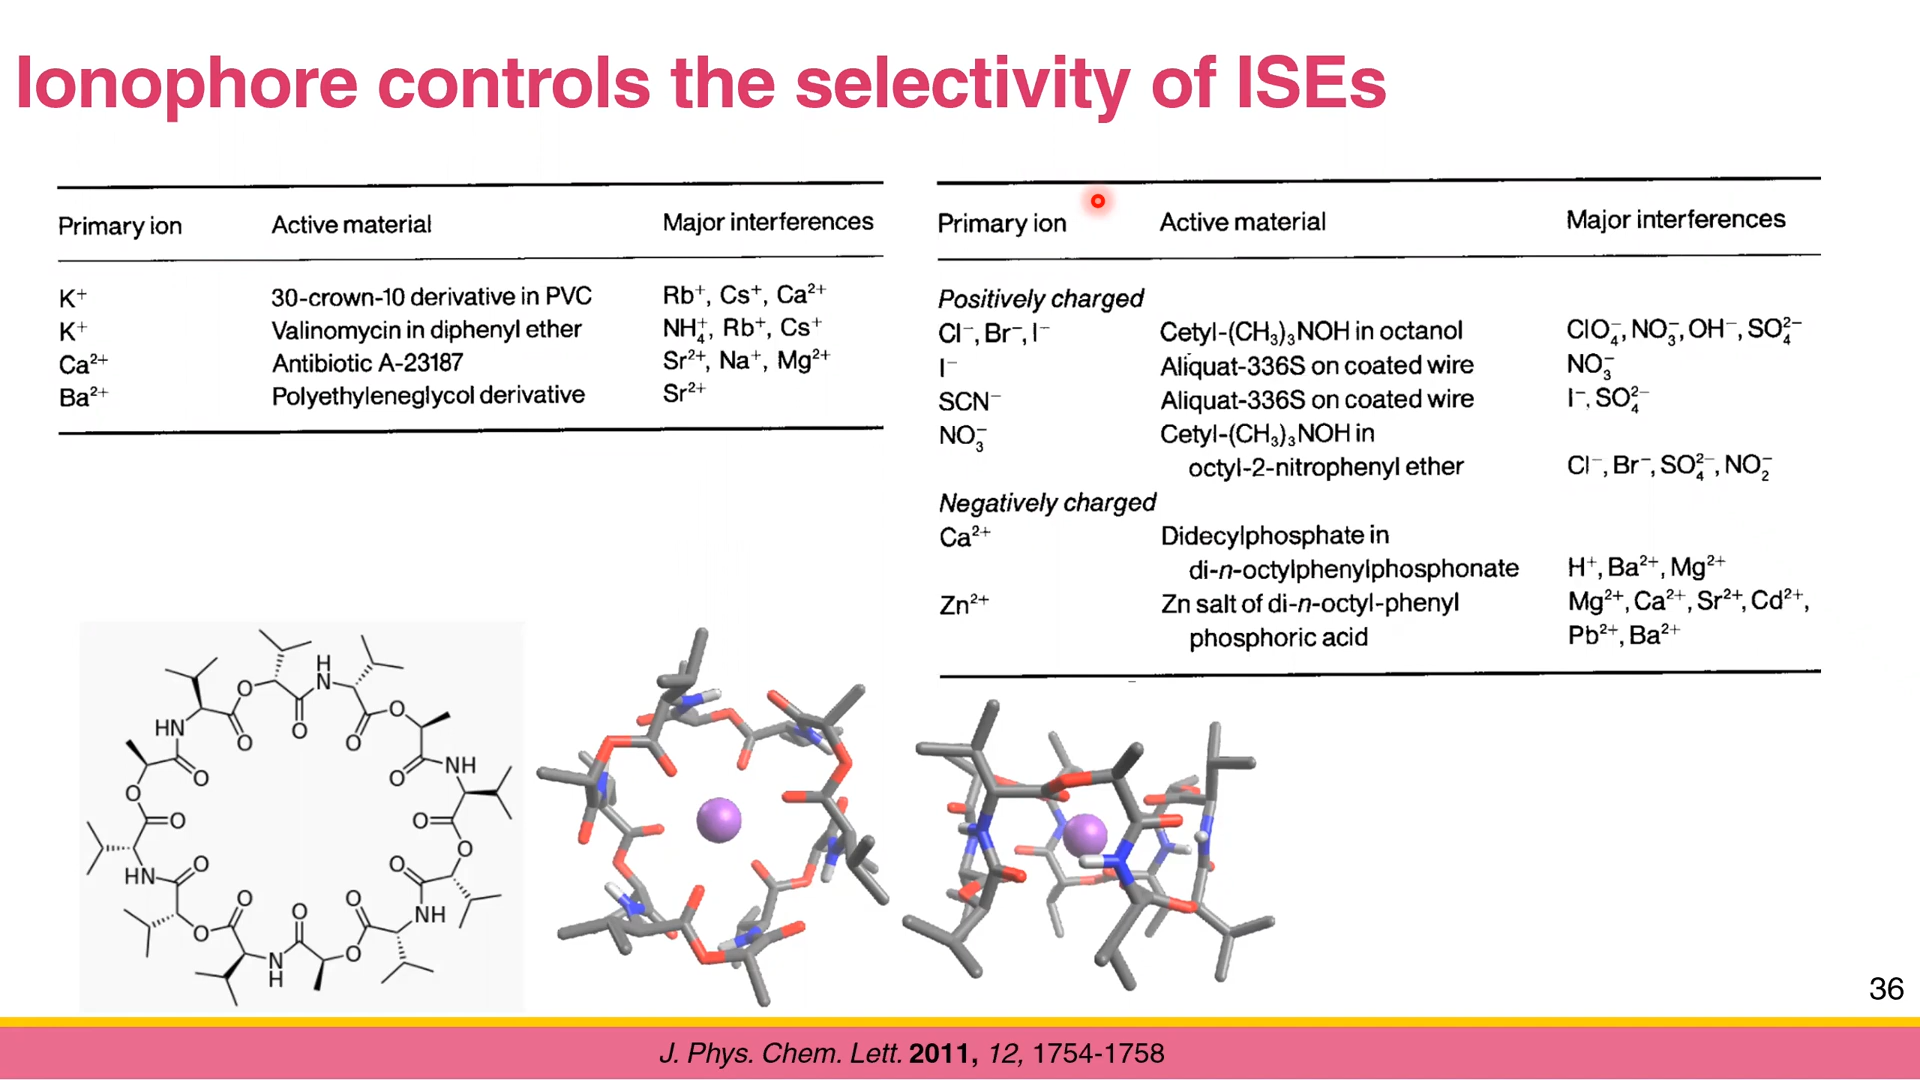 Ionophore controls the selectivity of ISEs
Primary ion Active material Major interferences
K⁺ 30-crown-10 derivative in PVC Rb⁺, Cs⁺, Ca²⁺
K⁺ Valinomycin in diphenyl ether NH₄⁺, Rb⁺, Cs⁺
Ca²⁺ Antibiotic A-23187 Sr²⁺, Na⁺, Mg²⁺
Ba²⁺ Polyethyleneglycol derivative Sr²⁺
Primary ion Active material Major interferences
Positively charged
Cl⁻, Br⁻, I⁻ Cetyl-(CH₃)₃NOH in octanol ClO₄⁻, NO₃⁻, OH⁻, SO₄²⁻
I⁻ Aliquat-336S on coated wire NO₃⁻
SCN⁻ Aliquat-336S on coated wire I⁻, SO₄²⁻
NO₃⁻ Cetyl-(CH₃)₃NOH in
octyl-2-nitrophenyl ether Cl⁻, Br⁻, SO₄²⁻, NO₂⁻
Negatively charged
Ca²⁺ Didecylphosphate in
di-n-octylphenylphosphonate H⁺, Ba²⁺, Mg²⁺
Zn²⁺ Zn salt of di-n-octyl-phenyl Mg²⁺, Ca²⁺, Sr²⁺, Cd²⁺,
phosphoric acid Pb²⁺, Ba²⁺
H
O N
O
HN O O O
O NH
O O
O O
O O
HN O O
O O O NH
O O
N
H
36
J. Phys. Chem. Lett. 2011, 12, 1754-1758